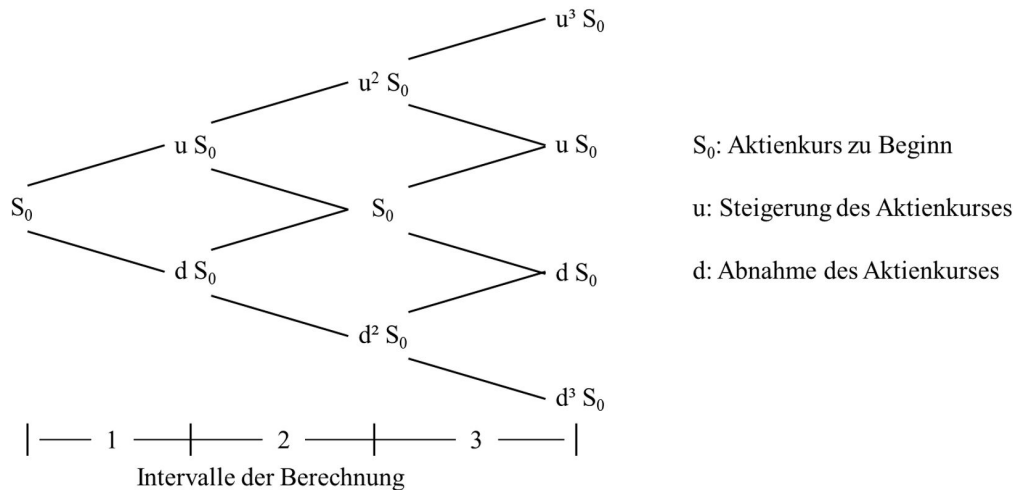 u³ S₀
u² S₀
u S₀
u S₀
S₀: Aktienkurs zu Beginn
S₀
S₀
u: Steigerung des Aktienkurses
d S₀
d S₀
d: Abnahme des Aktienkurses
d² S₀
d³ S₀
1
2
3
Intervalle der Berechnung